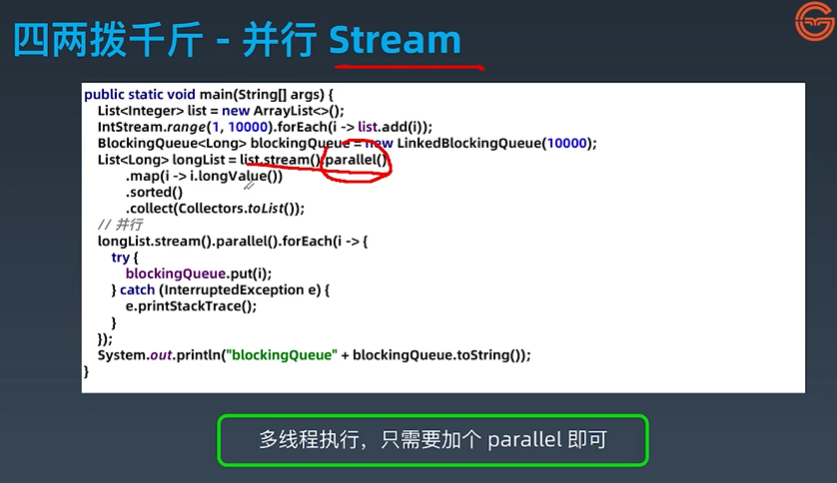 四两拨千斤 - 并行 Stream
public static void main(String[] args) {
List<Integer> list = new ArrayList<>();
IntStream.range(1, 10000).forEach(i -> list.add(i));
BlockingQueue<Long> blockingQueue = new LinkedBlockingQueue(10000);
List<Long> longList = list.stream().parallel()
.map(i -> i.longValue())
.sorted()
.collect(Collectors.toList());
// 并行
longList.stream().parallel().forEach(i -> {
try {
blockingQueue.put(i);
} catch (InterruptedException e) {
e.printStackTrace();
}
});
System.out.println("blockingQueue" + blockingQueue.toString());
}
多线程执行，只需要加个 parallel 即可